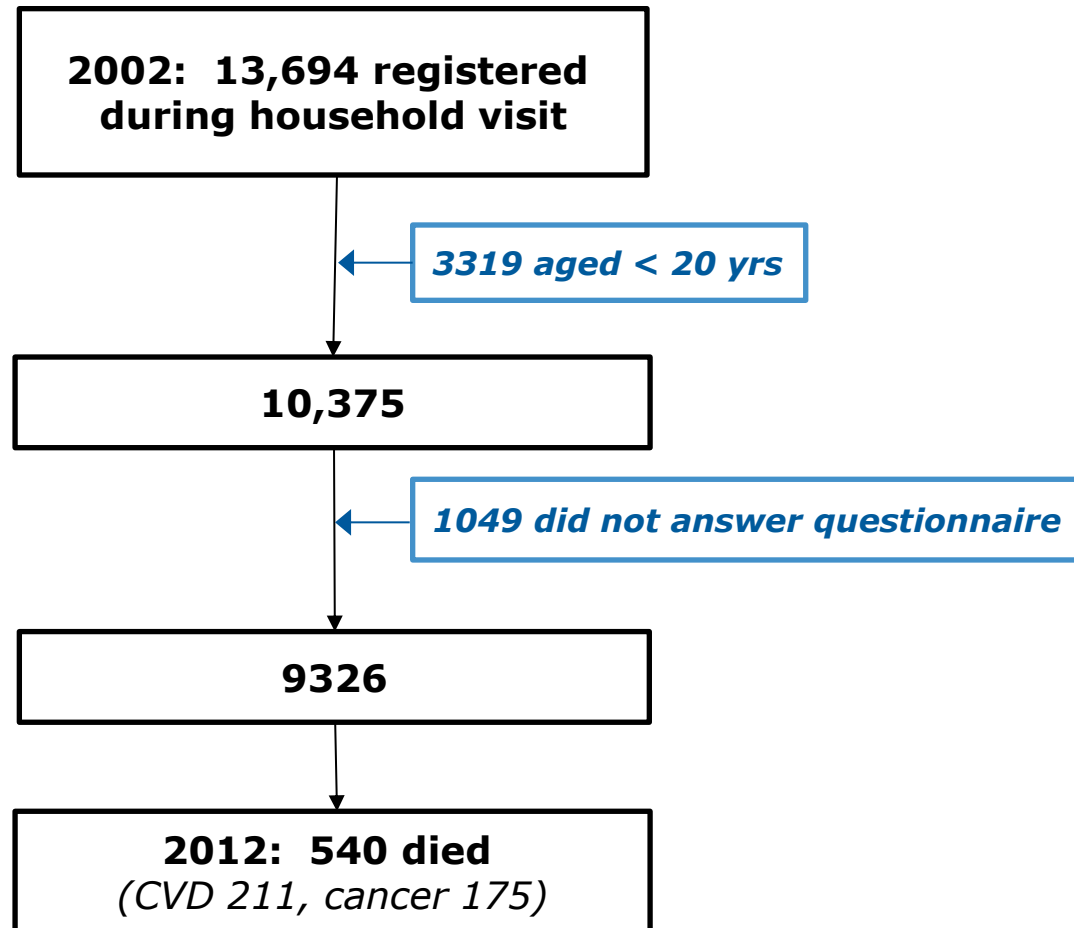 2002:  13,694 registered
during household visit
3319 aged < 20 yrs
10,375
1049 did not answer questionnaire
9326
2012:  540 died
(CVD 211, cancer 175)